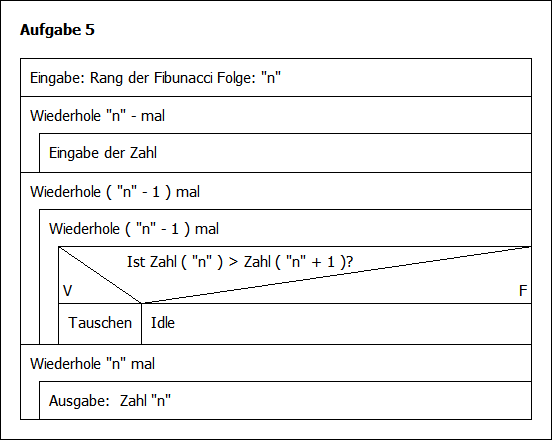 Aufgabe 5
Eingabe: Rang der Fibunacci Folge: "n"
Wiederhole "n" - mal
Eingabe der Zahl
Wiederhole ( "n" - 1 ) mal
Wiederhole ( "n" - 1 ) mal
Ist Zahl ( "n" ) > Zahl ( "n" + 1 )?
V F
Tauschen Idle
Wiederhole "n" mal
Ausgabe: Zahl "n"